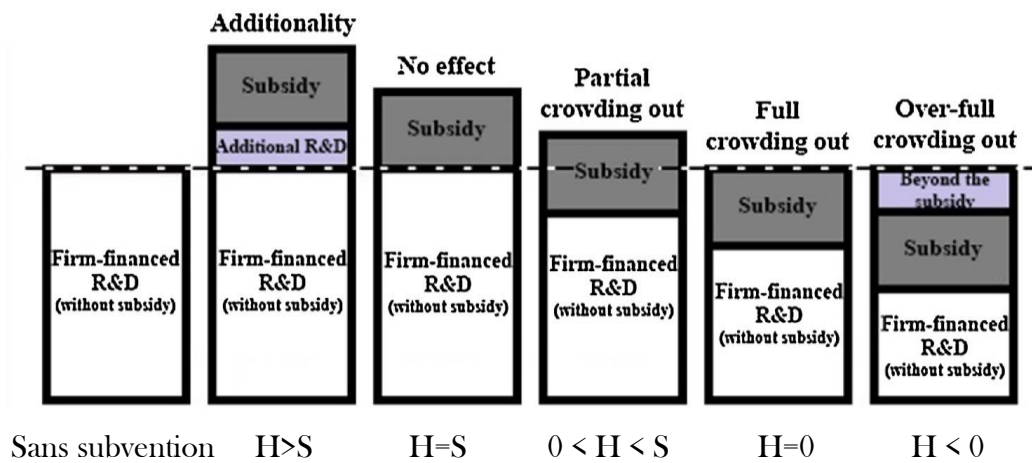 Additionality
Subsidy
Additional R&D
Firm-financed
R&D
(without subsidy)
No effect
Subsidy
Firm-financed
R&D
(without subsidy)
Partial
crowding out
Subsidy
Firm-financed
R&D
(without subsidy)
Full
crowding out
Subsidy
Firm-financed
R&D
(without subsidy)
Over-full
crowding out
Beyond the
subsidy
Subsidy
Firm-financed
R&D
(without subsidy)
Firm-financed
R&D
(without subsidy)
Sans subvention H>S H=S 0 < H < S H=0 H < 0